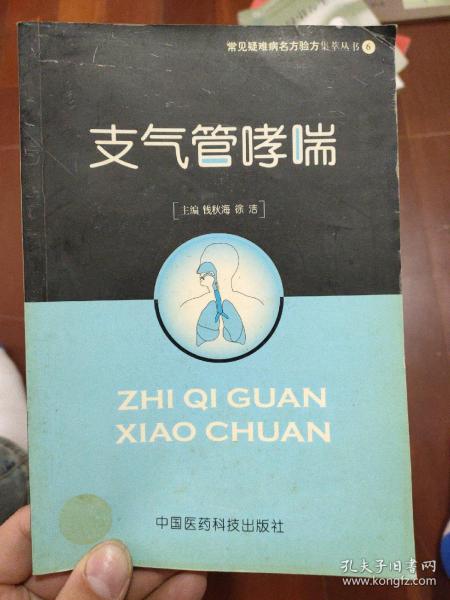 常见疑难病名方验方集萃丛书 6
支气管哮喘
[主编 钱秋海 徐洁]
ZHI QI GUAN
XIAO CHUAN
中国医药科技出版社
孔夫子旧书网
www.kongfz.com